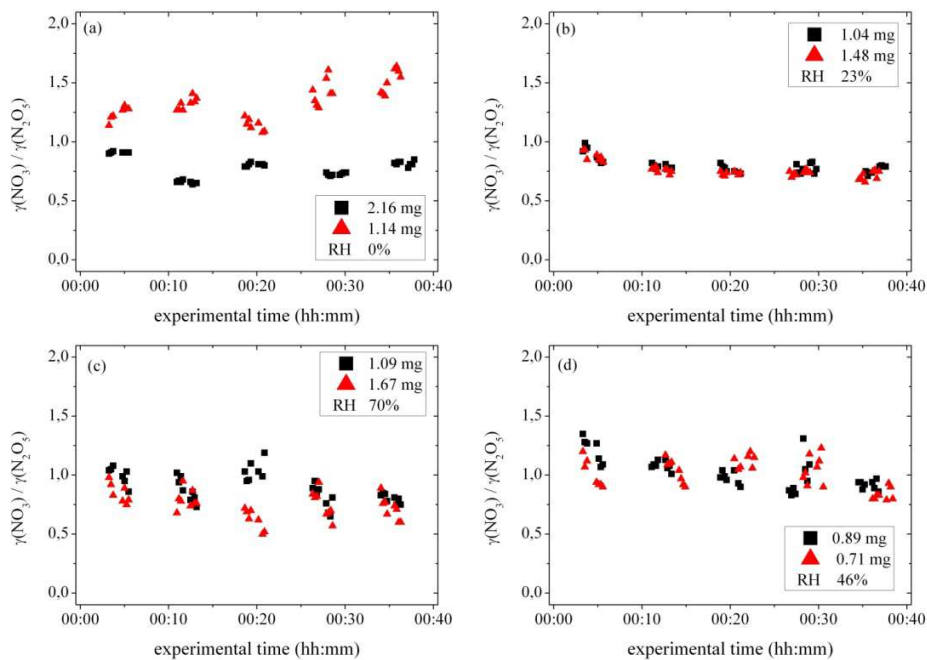 (a)
2,0
1,5
1,0
0,5
0,0
γ(NO₃) / γ(N₂O₅)
2.16 mg
1.14 mg
RH 0%
00:00 00:10 00:20 00:30 00:40
experimental time (hh:mm)
(b)
2,0
1,5
1,0
0,5
0,0
γ(NO₃) / γ(N₂O₅)
1.04 mg
1.48 mg
RH 23%
00:00 00:10 00:20 00:30 00:40
experimental time (hh:mm)
(c)
2,0
1,5
1,0
0,5
0,0
γ(NO₃) / γ(N₂O₅)
1.09 mg
1.67 mg
RH 70%
00:00 00:10 00:20 00:30 00:40
experimental time (hh:mm)
(d)
2,0
1,5
1,0
0,5
0,0
γ(NO₃) / γ(N₂O₅)
0.89 mg
0.71 mg
RH 46%
00:00 00:10 00:20 00:30 00:40
experimental time (hh:mm)